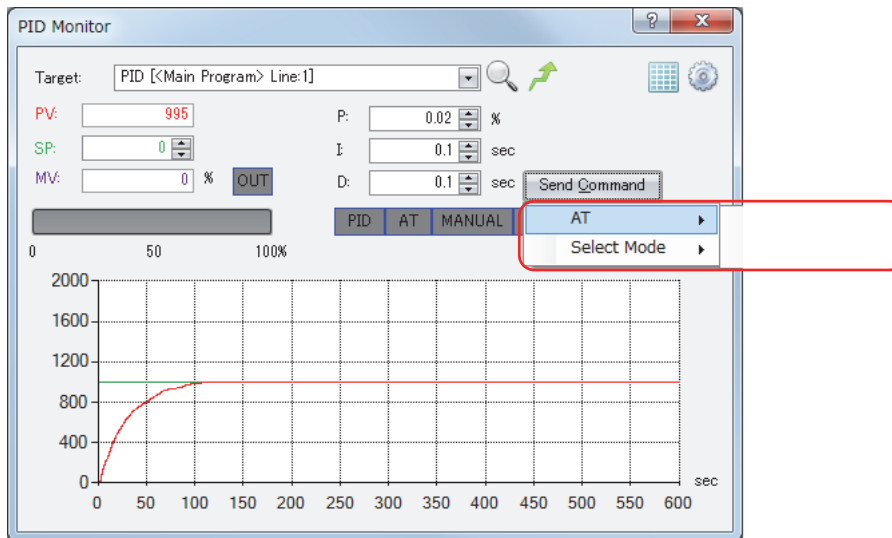 PID Monitor
Target: PID [<Main Program> Line:1]
PV: 995 P: 0.02 %
SP: 0 I: 0.1 sec
MV: 0 % OUT D: 0.1 sec Send Command
PID AT MANUAL AT
0 50 100% Select Mode
2000
1600
1200
800
400
0 sec
0 50 100 150 200 250 300 350 400 450 500 550 600